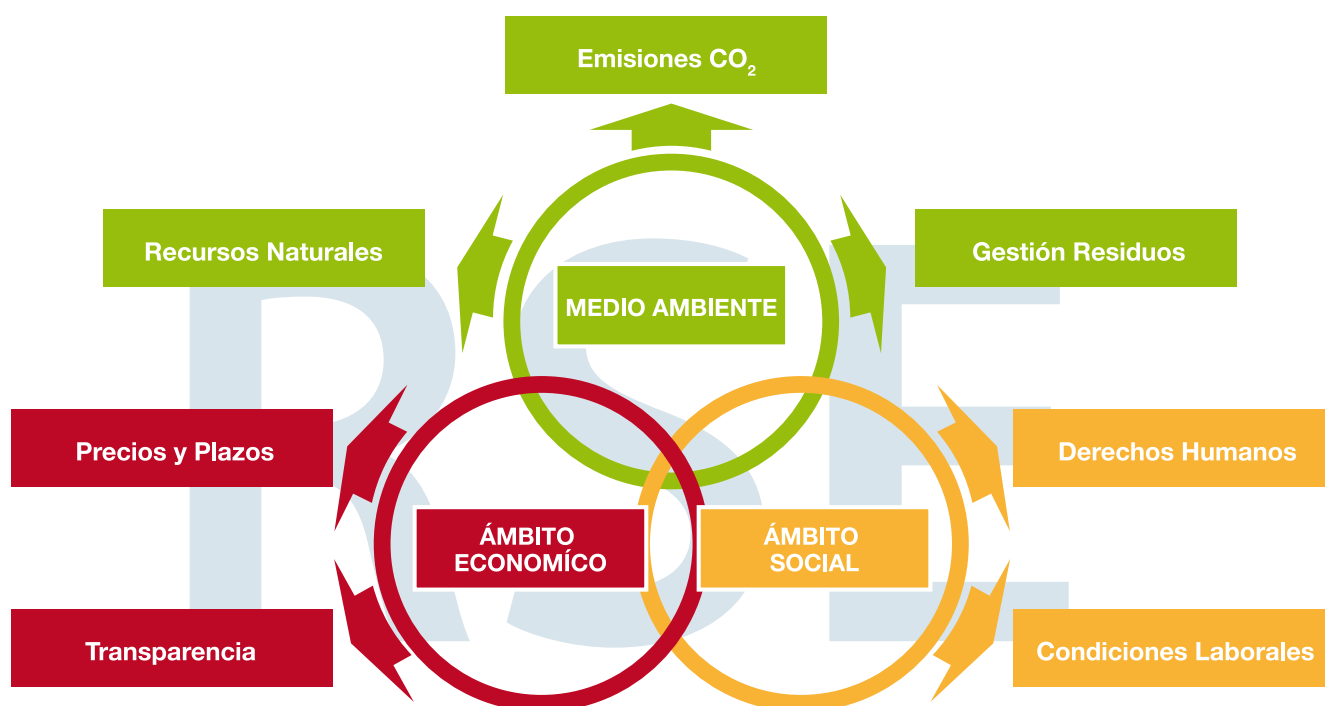 Emisiones CO₂
Recursos Naturales
Gestión Residuos
MEDIO AMBIENTE
RSE
Precios y Plazos
Derechos Humanos
ÁMBITO
ECONOMÍCO
ÁMBITO
SOCIAL
Transparencia
Condiciones Laborales